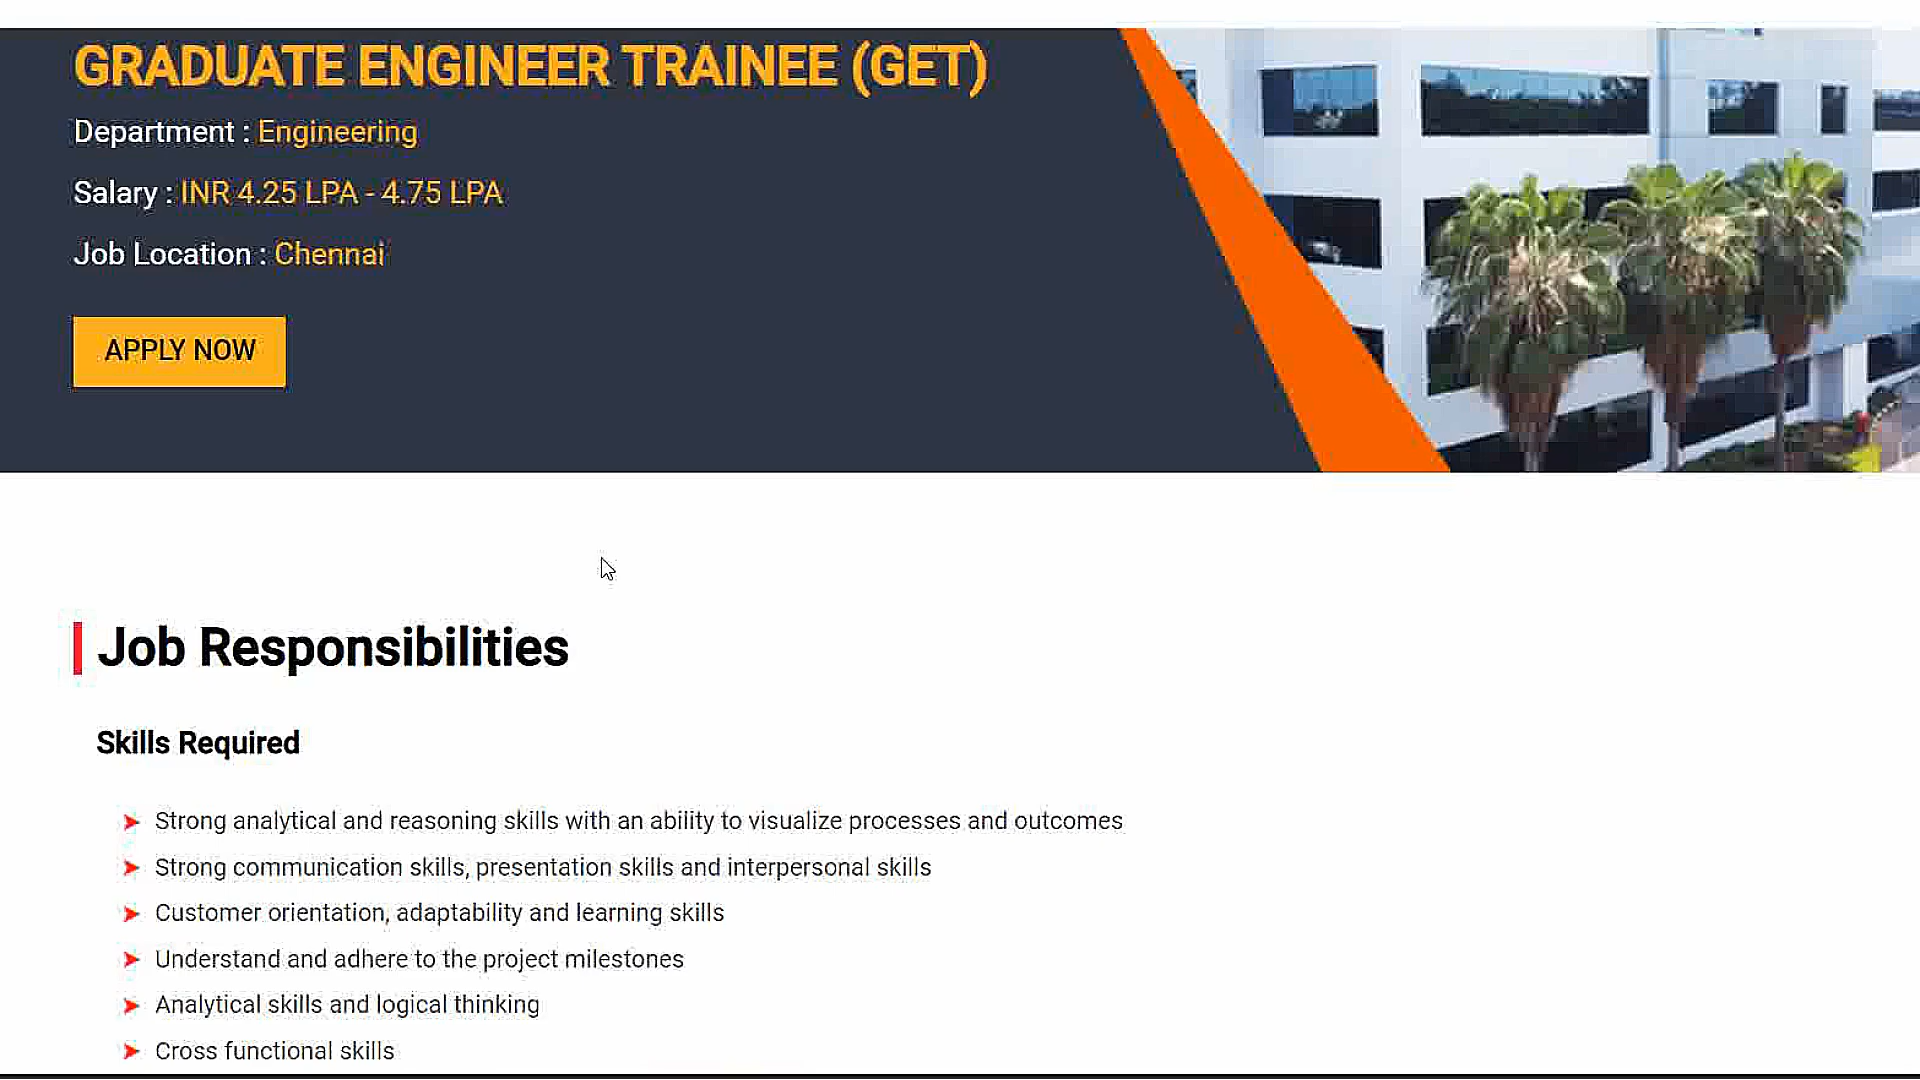 GRADUATE ENGINEER TRAINEE (GET)
Department : Engineering
Salary : INR 4.25 LPA - 4.75 LPA
Job Location : Chennai
APPLY NOW
Job Responsibilities
Skills Required
Strong analytical and reasoning skills with an ability to visualize processes and outcomes
Strong communication skills, presentation skills and interpersonal skills
Customer orientation, adaptability and learning skills
Understand and adhere to the project milestones
Analytical skills and logical thinking
Cross functional skills